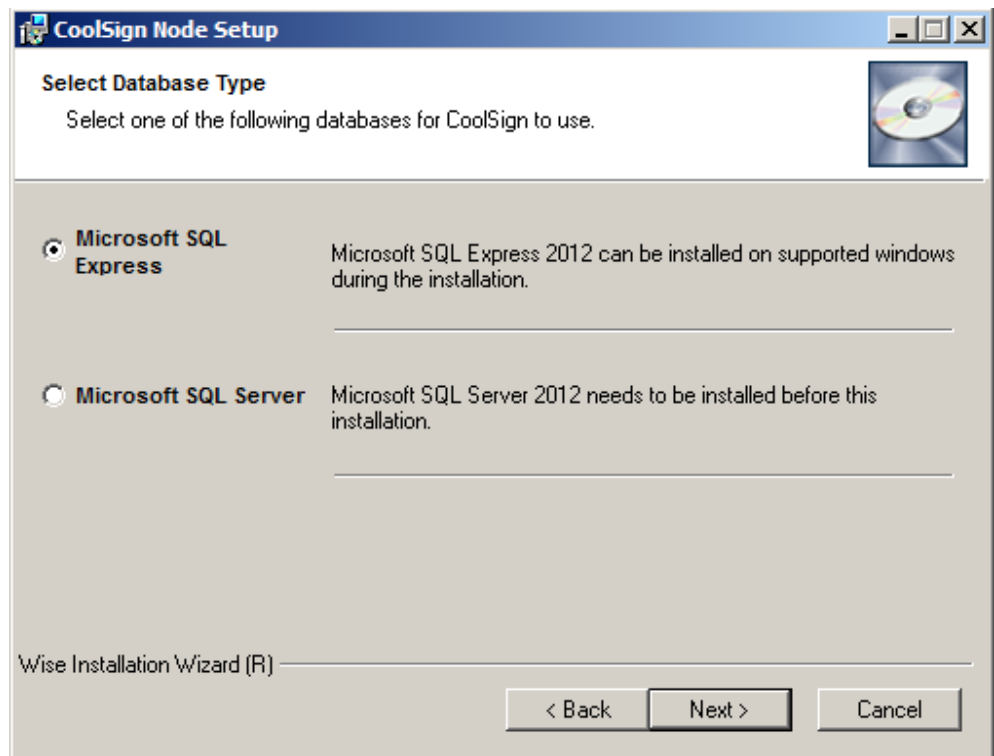 CoolSign Node Setup
Select Database Type
Select one of the following databases for CoolSign to use.
Microsoft SQL
Express
Microsoft SQL Express 2012 can be installed on supported windows
during the installation.
Microsoft SQL Server
Microsoft SQL Server 2012 needs to be installed before this
installation.
Wise Installation Wizard (R)
< Back
Next >
Cancel